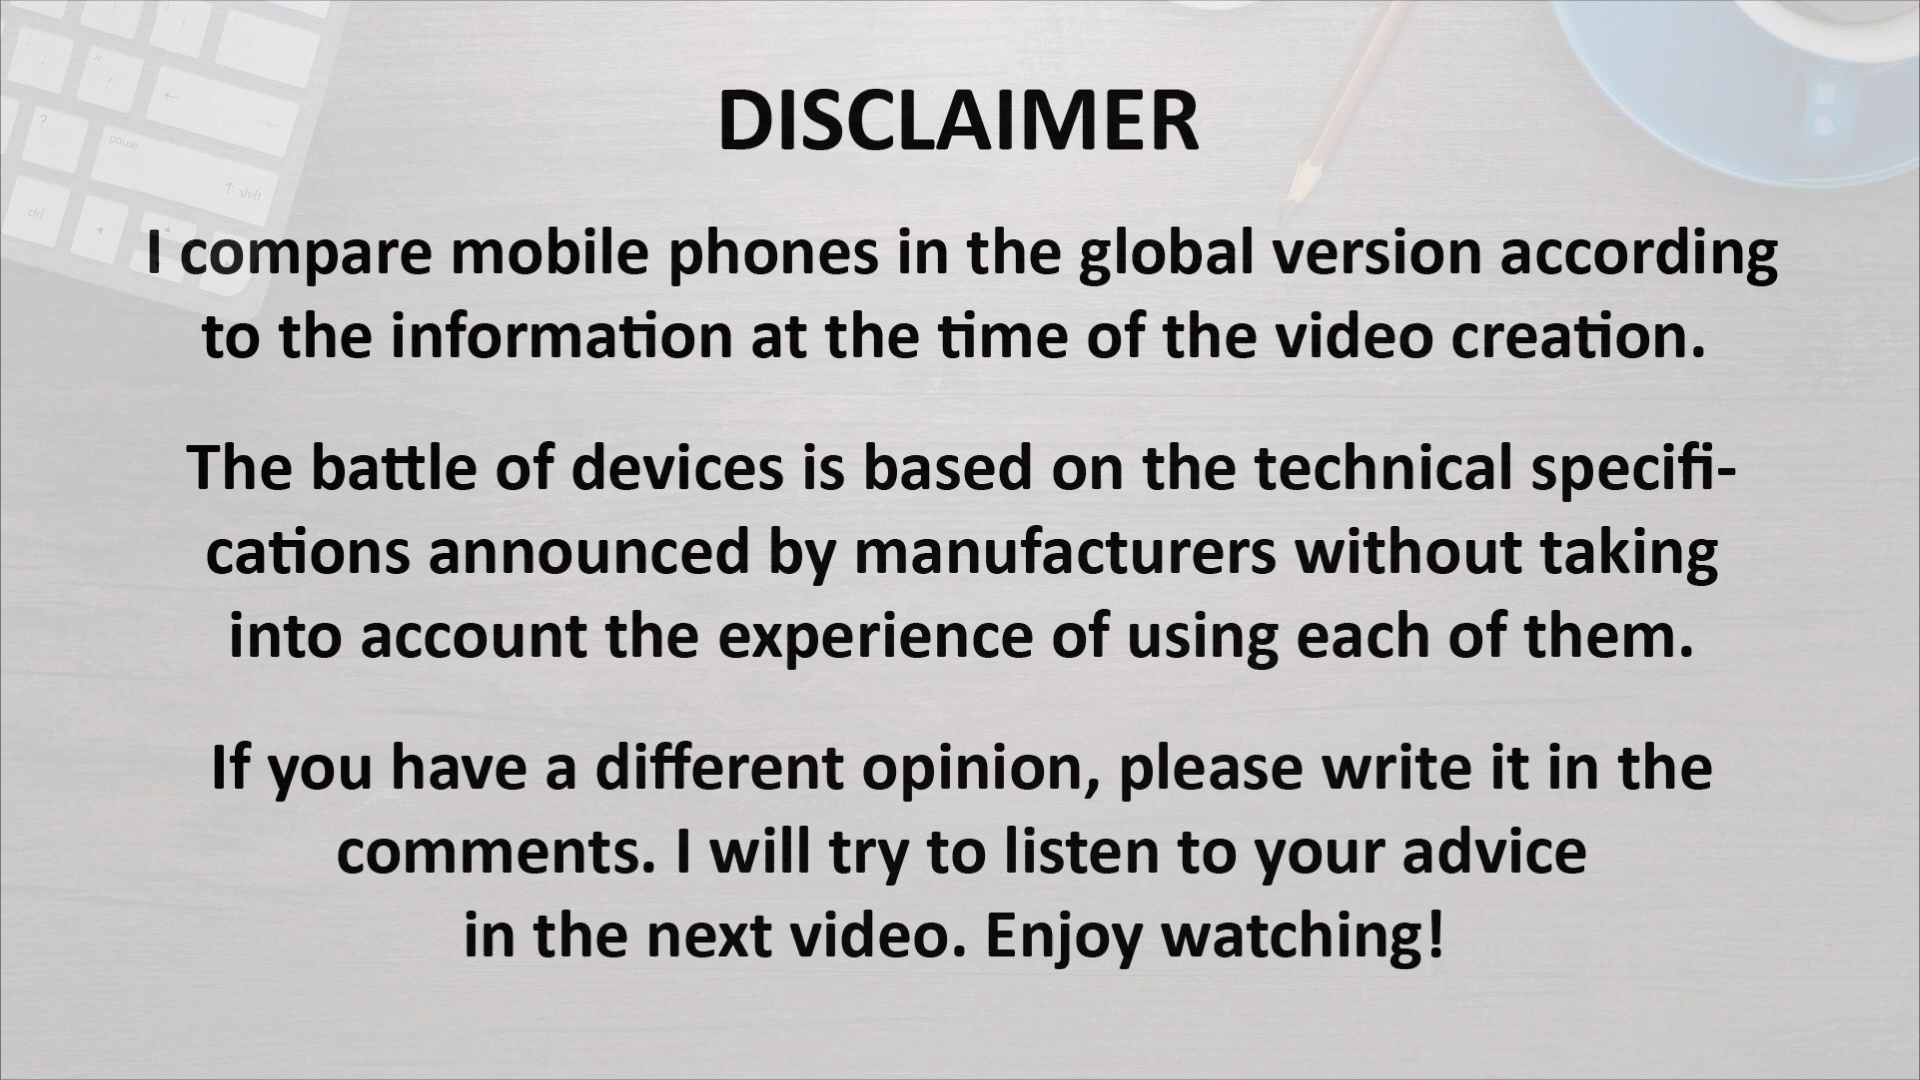 DISCLAIMER
I compare mobile phones in the global version according
to the information at the time of the video creation.
The battle of devices is based on the technical specifi-
cations announced by manufacturers without taking
into account the experience of using each of them.
If you have a different opinion, please write it in the
comments. I will try to listen to your advice
in the next video. Enjoy watching!
pause
shift
ctrl